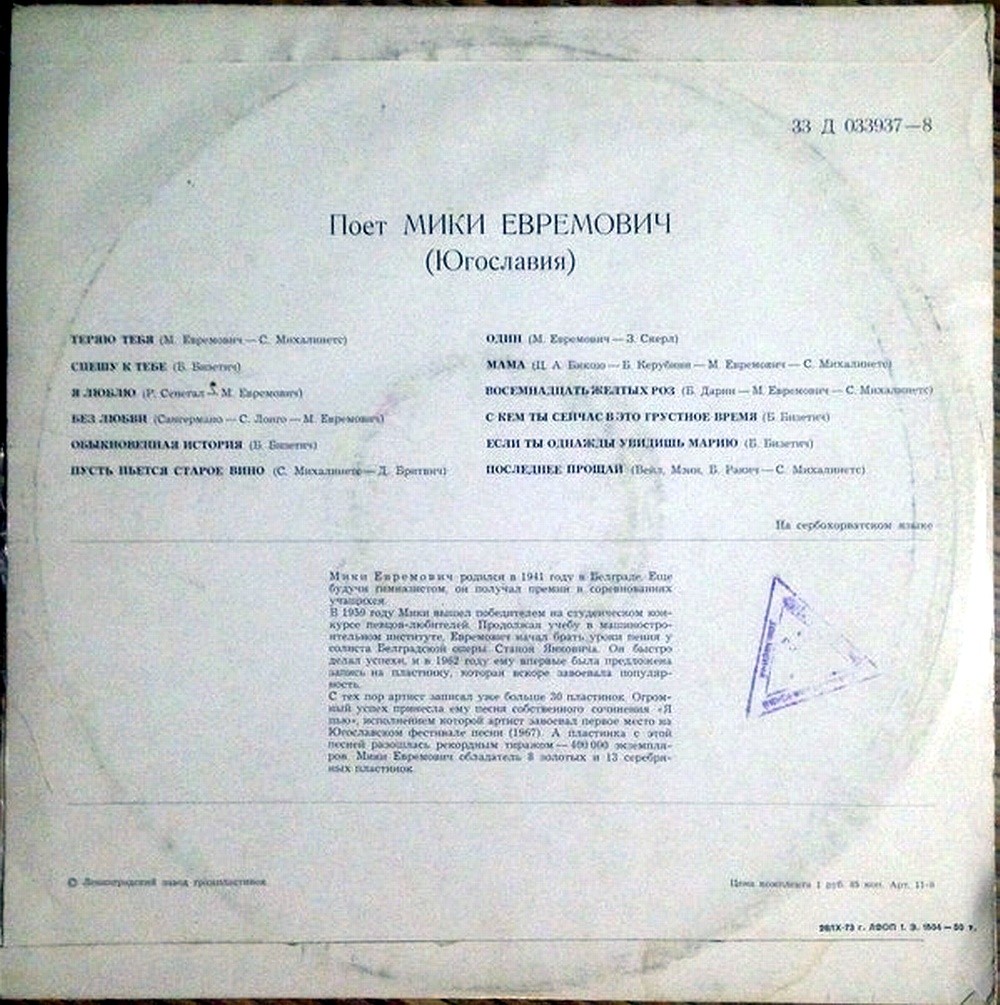 33 Д 033937—8
Поет МИКИ ЕВРЕМОВИЧ
(Югославия)
ТЕРЯЮ ТЕБЯ (М. Евремович — С. Михалинетс)
СПЕШУ К ТЕБЕ (Б. Бизетич)
Я ЛЮБЛЮ (Р. Сенегал — М. Евремович)
БЕЗ ЛЮБВИ (Сангермано — С. Лонго — М. Евремович)
ОБЫКНОВЕННАЯ ИСТОРИЯ (Б. Бизетич)
ПУСТЬ ПЬЕТСЯ СТАРОЕ ВИНО (С. Михалинетс — Д. Бритвич)
ОДИН (М. Евремович — З. Скерл)
МАМА (Ц. А. Биксио — Б. Керубини — М. Евремович — С. Михалинетс)
ВОСЕМНАДЦАТЬ ЖЕЛТЫХ РОЗ (Б. Дарин — М. Евремович — С. Михалинетс)
С КЕМ ТЫ СЕЙЧАС В ЭТО ГРУСТНОЕ ВРЕМЯ (Б. Бизетич)
ЕСЛИ ТЫ ОДНАЖДЫ УВИДИШЬ МАРИЮ (Б. Бизетич)
ПОСЛЕДНЕЕ ПРОЩАЙ (Вейл, Мэнн, Б. Ракич — С. Михалинетс)
На сербохорватском языке
Мики Евремович родился в 1941 году в Белграде. Еще
будучи гимназистом, он получал премии в соревнованиях
учащихся.
В 1959 году Мики вышел победителем на студенческом кон-
курсе певцов-любителей. Продолжая учебу в машиностро-
ительном институте, Евремович начал брать уроки пения у
солиста Белградской оперы Станоя Янковича. Он быстро
делал успехи, и в 1962 году ему впервые была предложена
запись на пластинку, которая вскоре завоевала популяр-
ность.
С тех пор артист записал уже больше 30 пластинок. Огром-
ный успех принесла ему песня собственного сочинения «Я
пью», исполнением которой артист завоевал первое место на
Югославском фестивале песни (1967). А пластинка с этой
песней разошлась рекордным тиражом — 400 000 экземпля-
ров. Мики Евремович обладатель 8 золотых и 13 серебря-
ных пластинок.
© Ленинградский завод грампластинок
Цена комплекта 1 руб. 85 коп. Арт. 11-8
28/IX-73 г. ЛФОП 1. З. 1504—50 т.